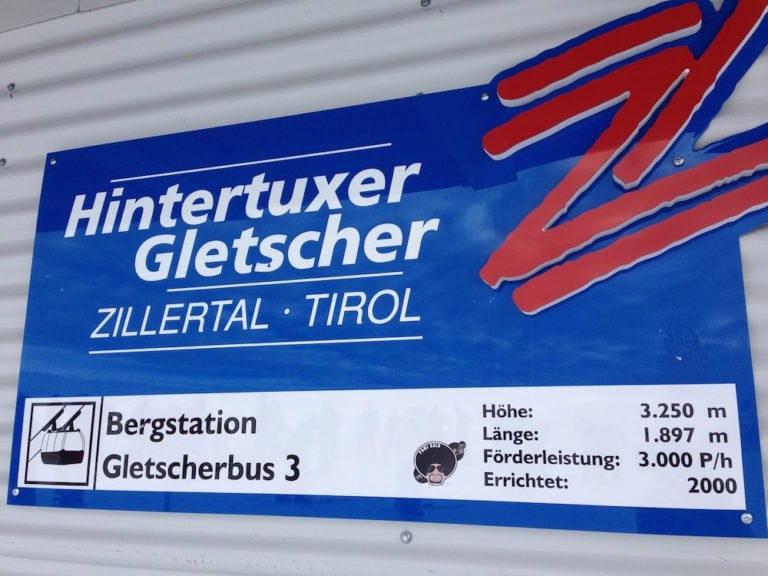 Hintertuxer
Gletscher
ZILLERTAL · TIROL
Bergstation
Gletscherbus 3
Höhe: 3.250 m
Länge: 1.897 m
Förderleistung: 3.000 P/h
Errichtet: 2000